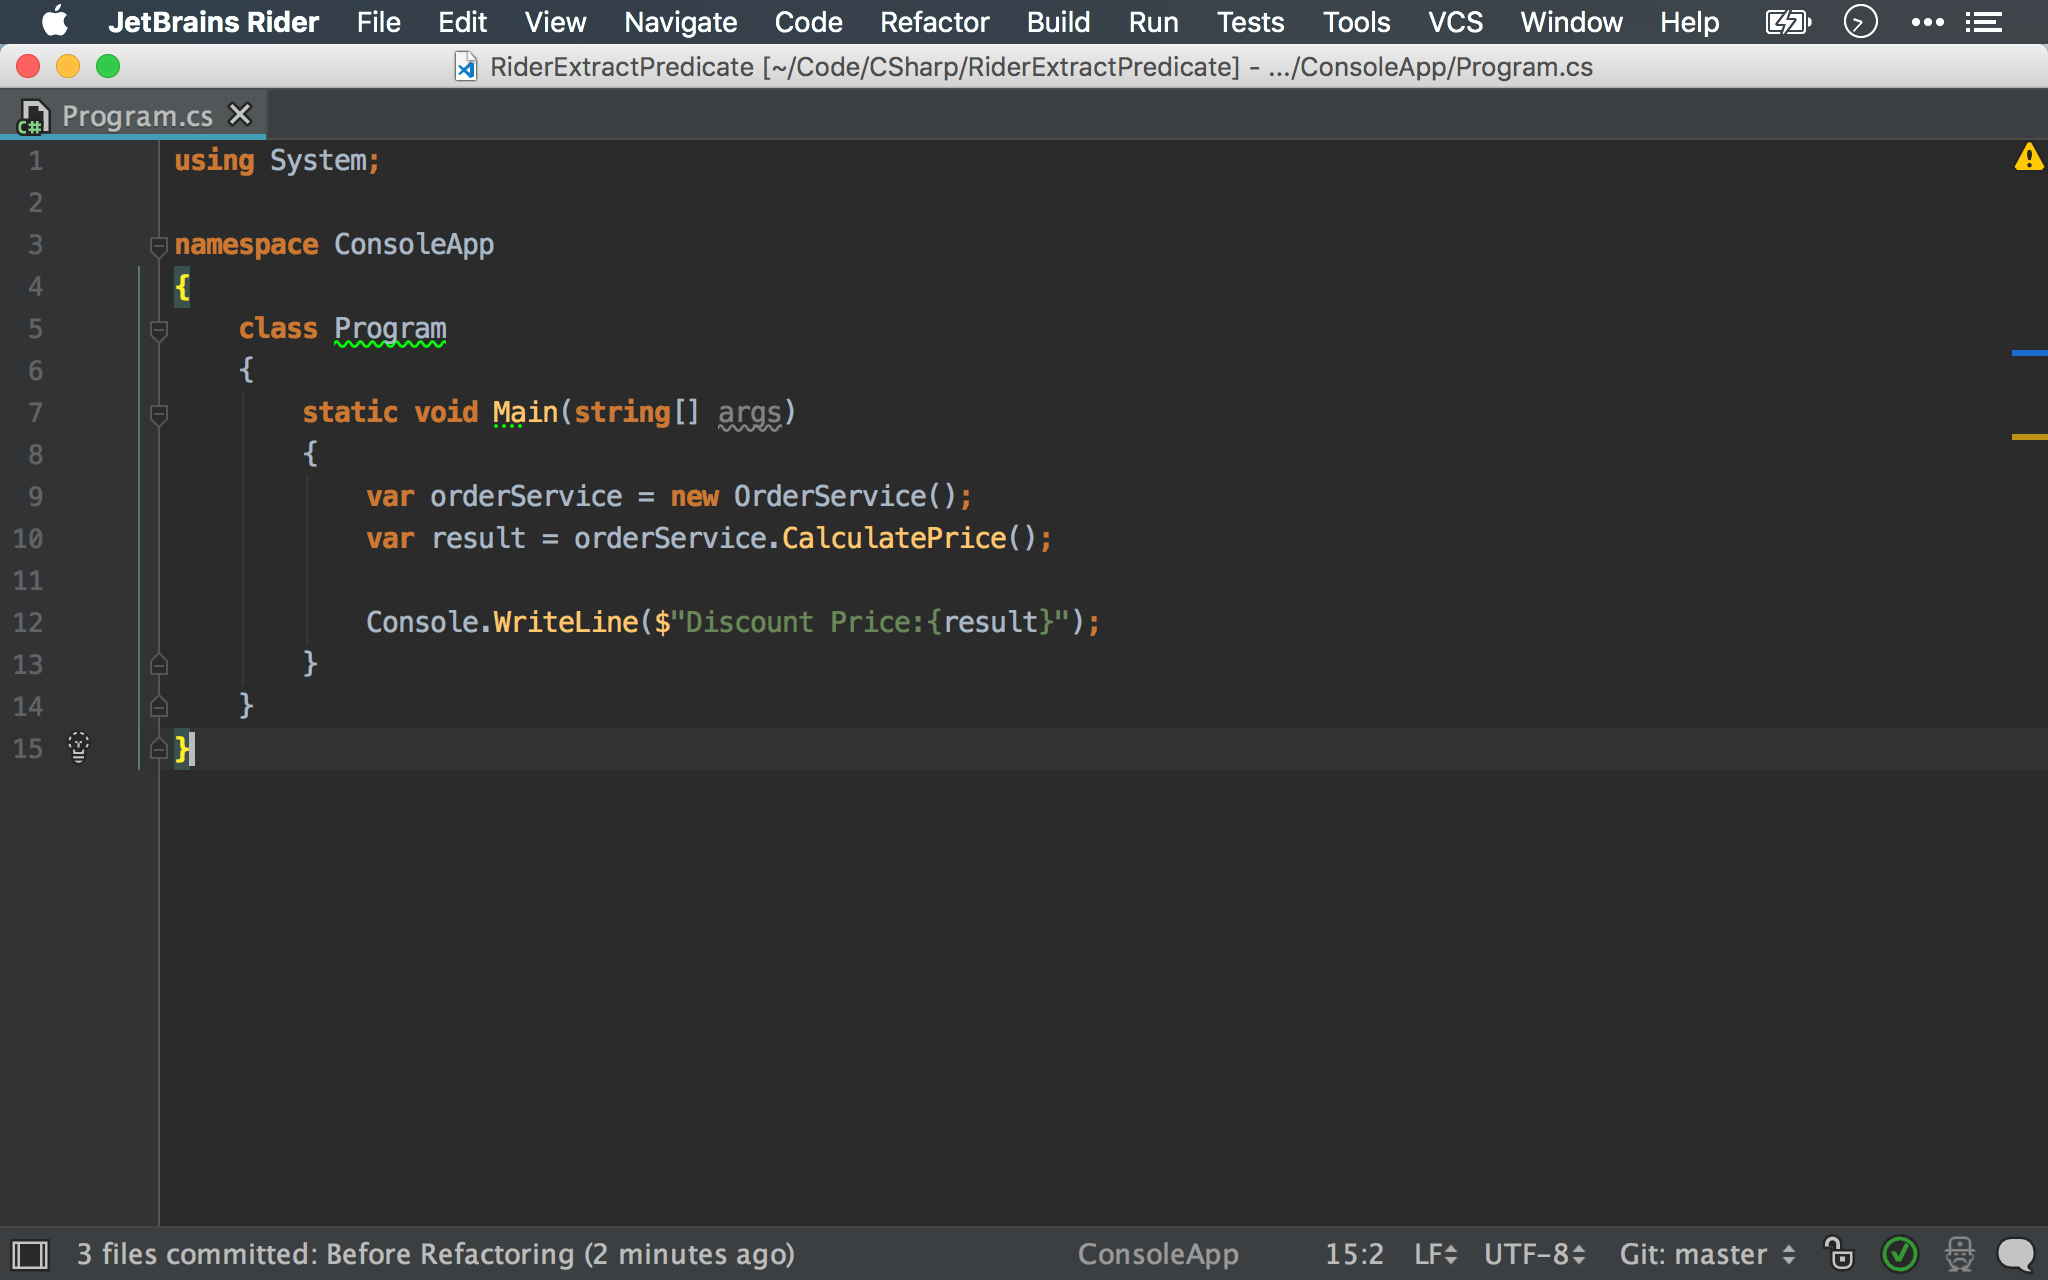 JetBrains Rider File Edit View Navigate Code Refactor Build Run Tests Tools VCS Window Help
RiderExtractPredicate [~/Code/CSharp/RiderExtractPredicate] - .../ConsoleApp/Program.cs
C# Program.cs
1 using System;
2
3 namespace ConsoleApp
4 {
5 class Program
6 {
7 static void Main(string[] args)
8 {
9 var orderService = new OrderService();
10 var result = orderService.CalculatePrice();
11
12 Console.WriteLine($"Discount Price:{result}");
13 }
14 }
15 }
3 files committed: Before Refactoring (2 minutes ago) ConsoleApp 15:2 LF UTF-8 Git: master